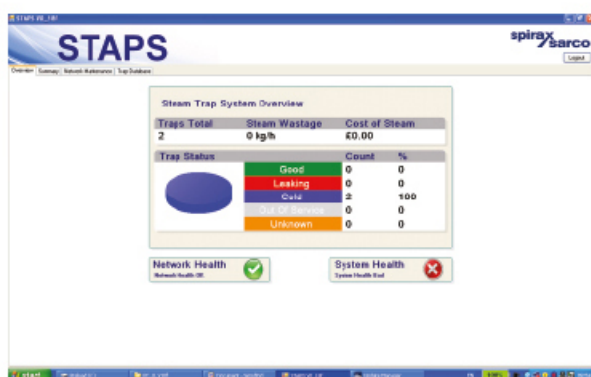 STAPS
spirax
sarco
Logout
Overview Summary Network Maintenance Trap Database
Steam Trap System Overview
Traps Total Steam Wastage Cost of Steam
2 0 kg/h £0.00
Trap Status Count %
Good 0 0
Leaking 0 0
Cold 2 100
Out Of Service 0 0
Unknown 0 0
Network Health System Health
Network Health OK System Health Bad
start